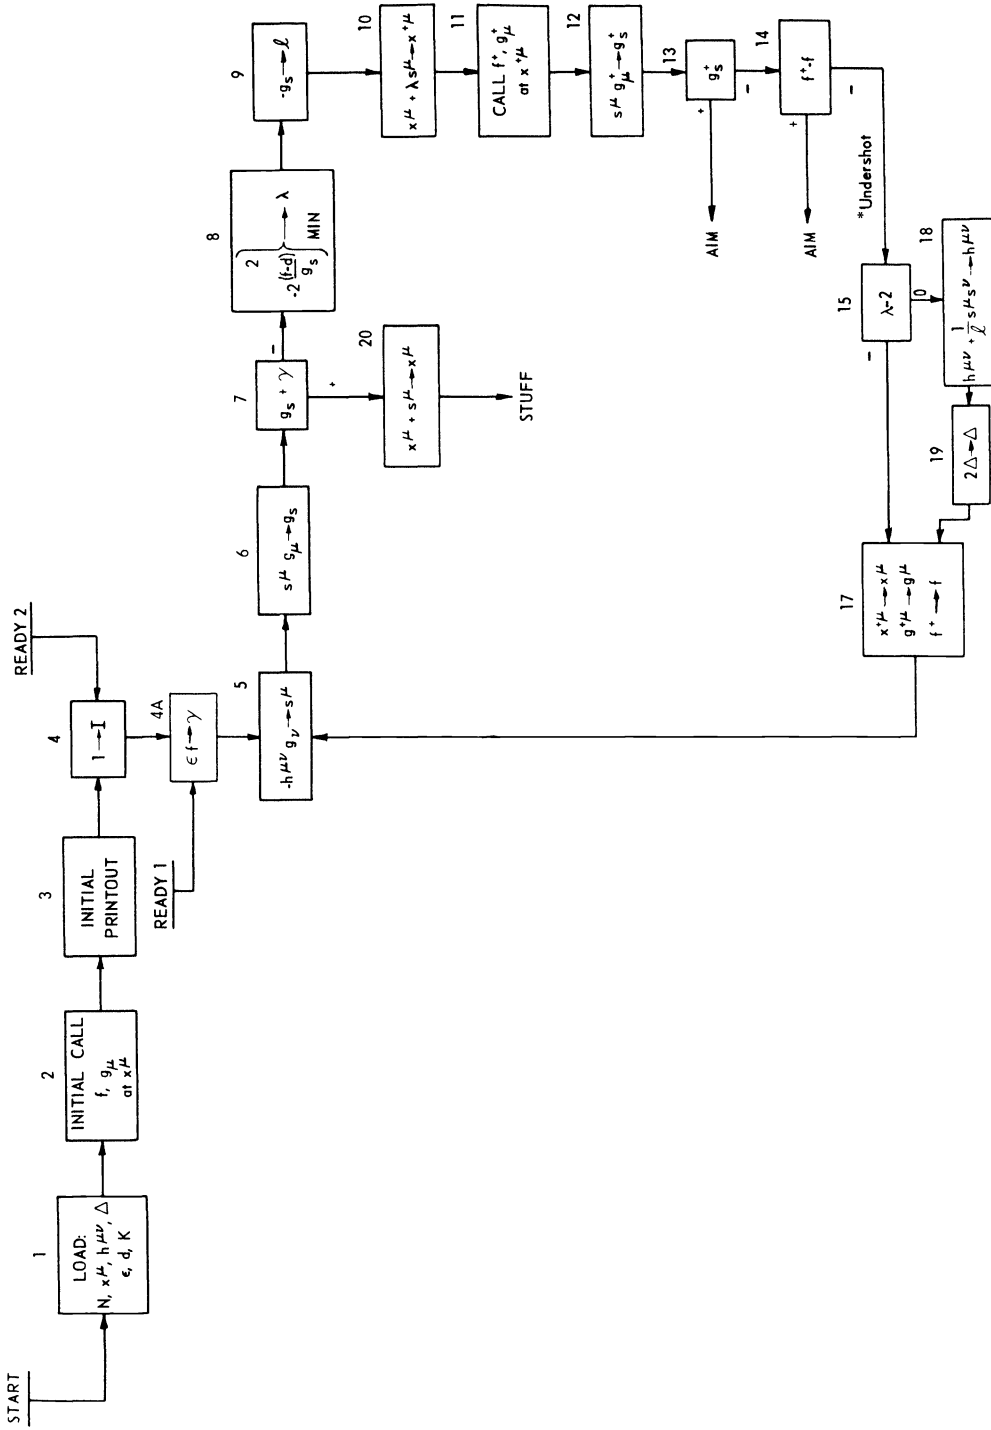 START
1
LOAD:
N, x^μ, h^μν, Δ
ϵ, d, K
2
INITIAL CALL
f, g_μ
at x^μ
3
INITIAL
PRINTOUT
READY 2
4
1 → I
READY 1
4A
ϵ f → γ
5
-h^μν g_ν → s^μ
6
s^μ g_μ → g_s
7
g_s + γ
-
+
20
x^μ + s^μ → x^μ
STUFF
8
2
-2 (f-d)/g_s } → λ
MIN
9
-g_s → ℓ
10
x^μ + λ s^μ → x^+μ
11
CALL f^+, g^+_μ
at x^+μ
12
s^μ g^+_μ → g^+_s
13
g^+_s
+
-
AIM
14
f^+-f
+
-
AIM
*Undershot
15
λ-2
-
0
18
h^μν + 1/ℓ s^μ s^ν → h^μν
19
2Δ → Δ
17
x^+μ → x^μ
g^+μ → g^μ
f^+ → f